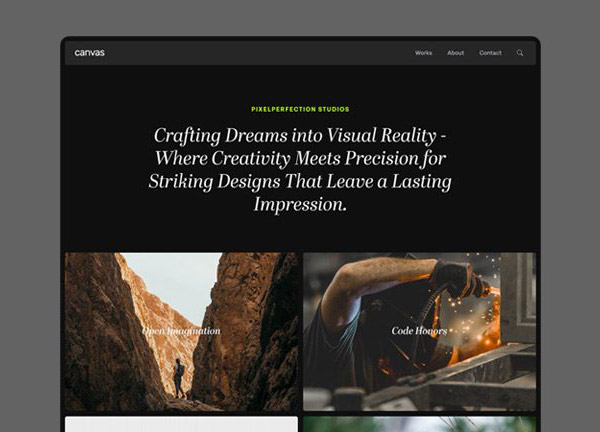 canvas
Works About Contact
PIXELPERFECTION STUDIOS
Crafting Dreams into Visual Reality -
Where Creativity Meets Precision for
Striking Designs That Leave a Lasting
Impression.
Open Imagination
Code Honors